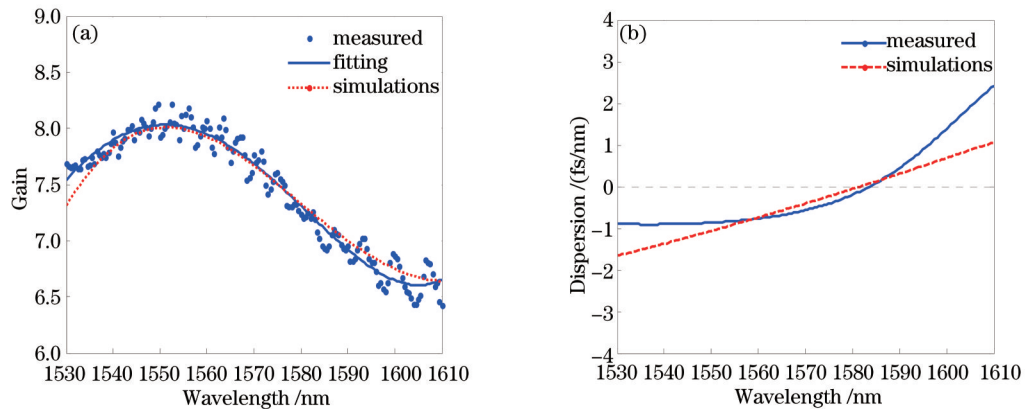 (a)
measured
fitting
simulations
Gain
9.0
8.5
8.0
7.5
7.0
6.5
6.0
1530 1540 1550 1560 1570 1580 1590 1600 1610
Wavelength /nm
(b)
measured
simulations
Dispersion /(fs/nm)
4
3
2
1
0
−1
−2
−3
−4
1530 1540 1550 1560 1570 1580 1590 1600 1610
Wavelength /nm